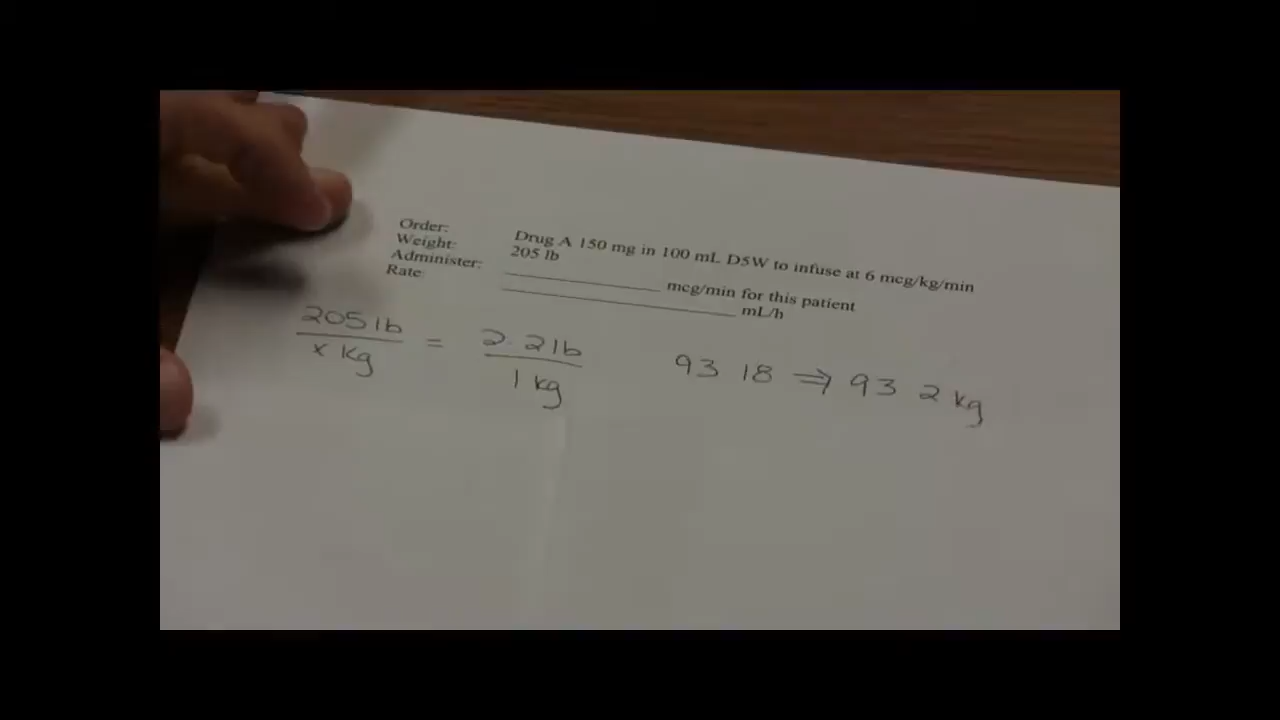 Order: Drug A 150 mg in 100 mL D5W to infuse at 6 mcg/kg/min
Weight: 205 lb
Administer: __________ mcg/min for this patient
Rate: __________ mL/h
205 lb = 2.2 lb 93 18 ⇒ 93 2 kg
x kg 1 kg